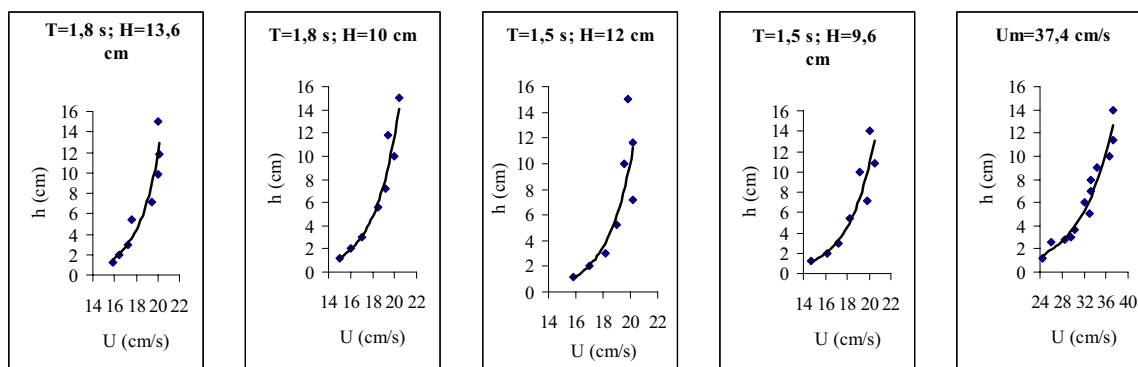 T=1,8 s; H=13,6
cm
16
14
12
10
8
6
4
2
0
h (cm)
14 16 18 20 22
U (cm/s)
T=1,8 s; H=10 cm
16
14
12
10
8
6
4
2
0
h (cm)
14 16 18 20 22
U (cm/s)
T=1,5 s; H=12 cm
16
14
12
10
8
6
4
2
0
h (cm)
14 16 18 20 22
U (cm/s)
T=1,5 s; H=9,6
cm
16
14
12
10
8
6
4
2
0
h (cm)
14 16 18 20 22
U (cm/s)
Um=37,4 cm/s
16
14
12
10
8
6
4
2
0
h (cm)
24 28 32 36 40
U (cm/s)